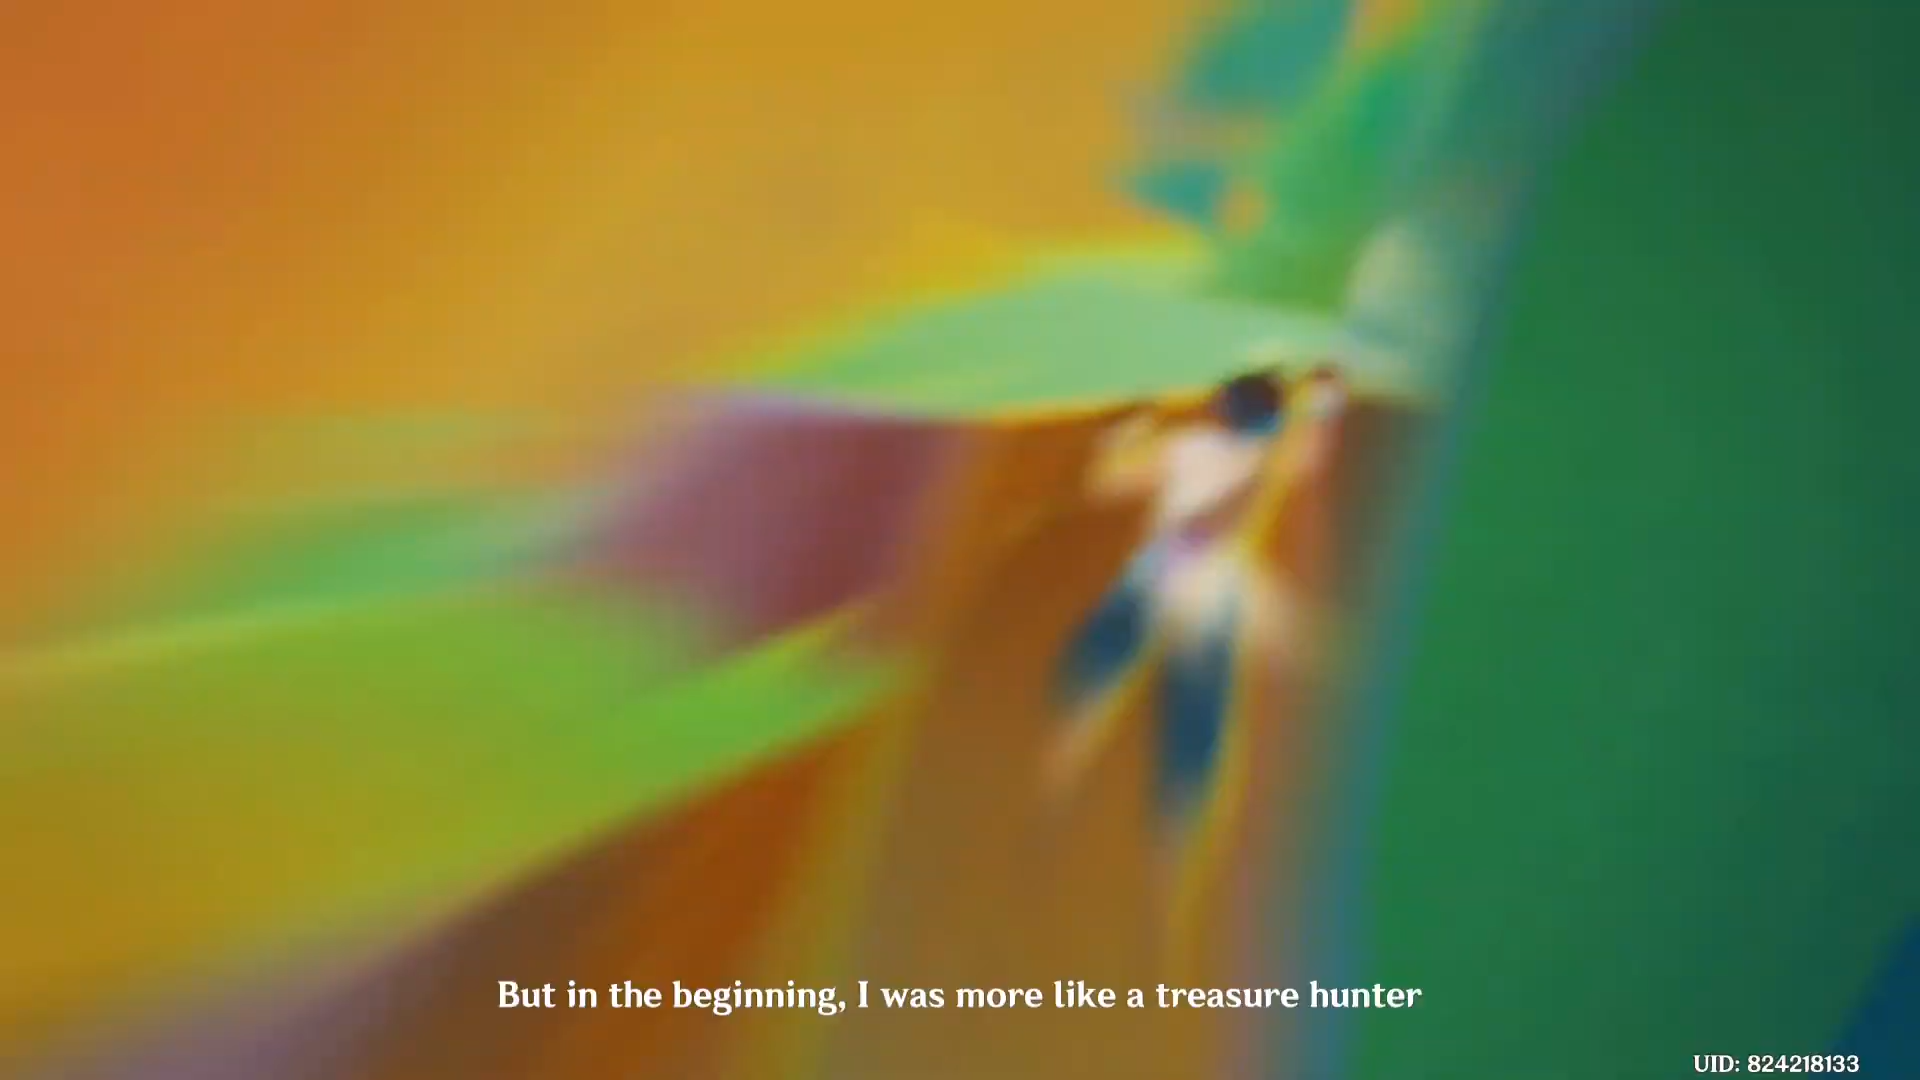 But in the beginning, I was more like a treasure hunter
UID: 824218133